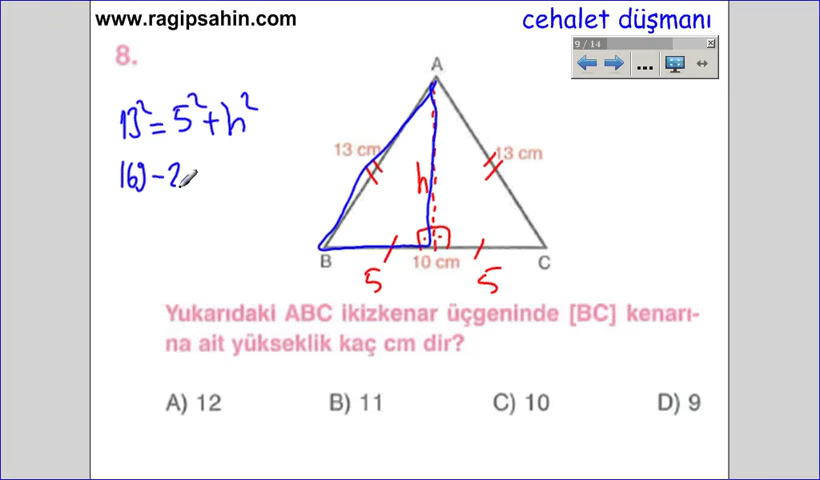 www.ragipsahin.com
cehalet düşmanı
9 / 14
...
8.
A
13² = 5² + h²
13 cm
13 cm
169 - 2
h
B
10 cm
C
5
5
Yukarıdaki ABC ikizkenar üçgeninde [BC] kenarı-
na ait yükseklik kaç cm dir?
A) 12 B) 11 C) 10 D) 9